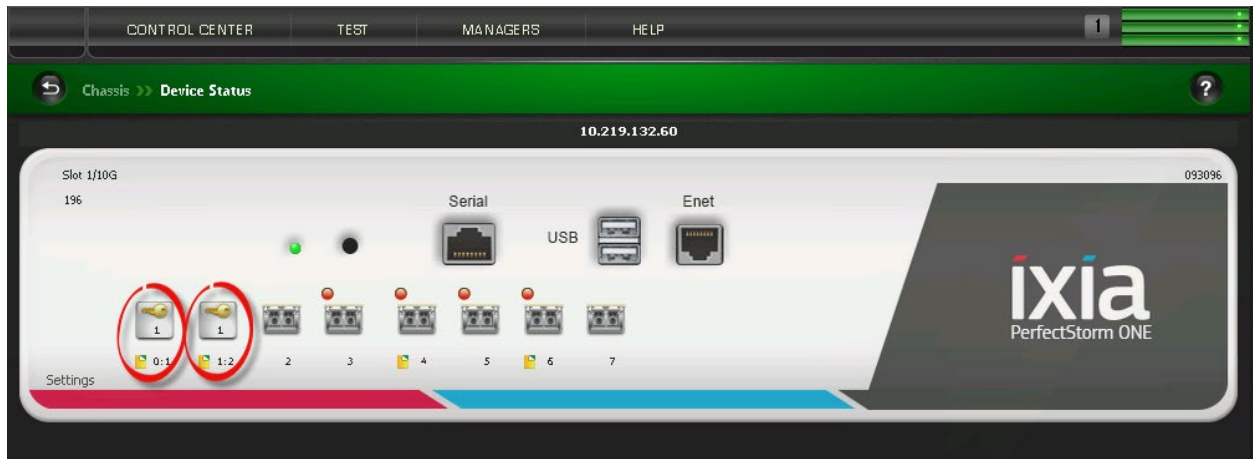 CONTROL CENTER TEST MANAGERS HELP 1
Chassis >> Device Status ?
10.219.132.60
Slot 1/10G 093096
196 Serial Enet
USB
ixia
PerfectStorm ONE
1 1
0:1 1:2 2 3 4 5 6 7
Settings